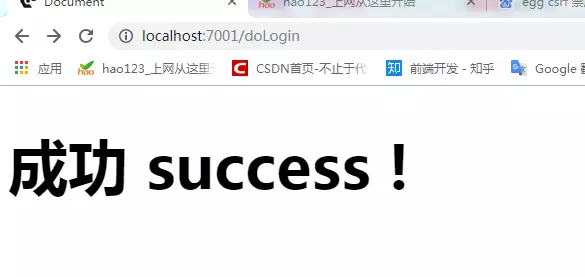 Document
hao123_上网从这里开始
egg csrf
localhost:7001/doLogin
应用
hao123_上网从这里
CSDN首页-不止于代
知 前端开发 - 知乎
Google
成功 success！